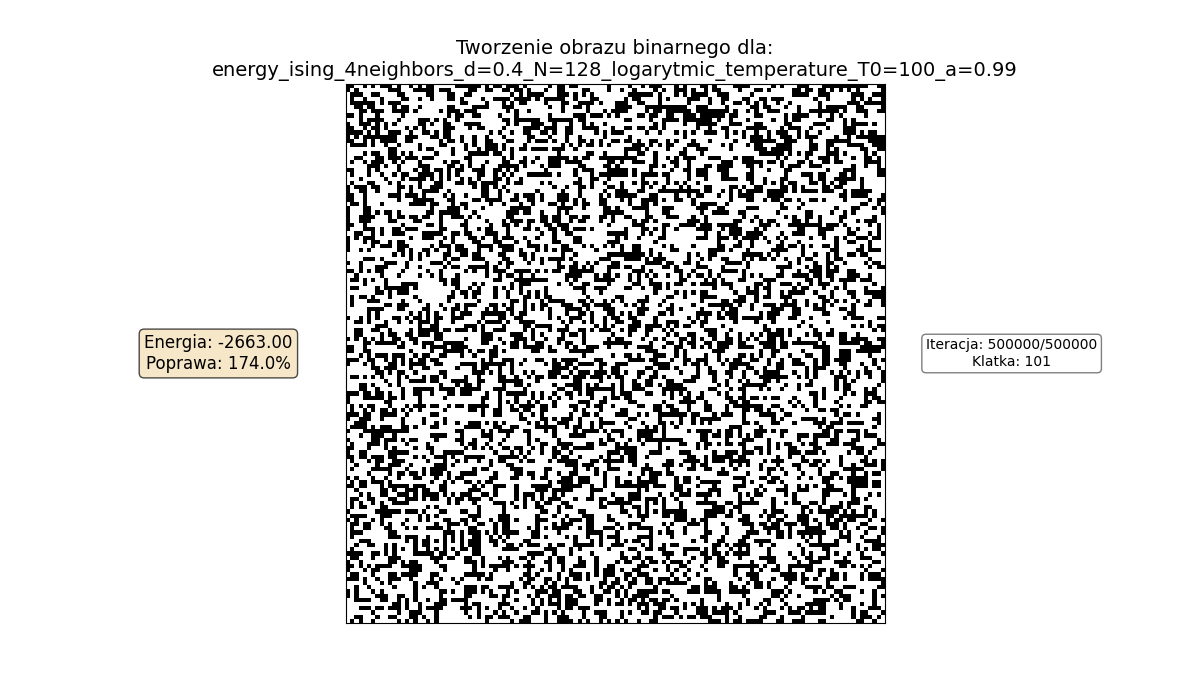 Tworzenie obrazu binarnego dla:
energy_ising_4neighbors_d=0.4_N=128_logarytmic_temperature_T0=100_a=0.99
Energia: -2663.00
Poprawa: 174.0%
Iteracja: 500000/500000
Klatka: 101